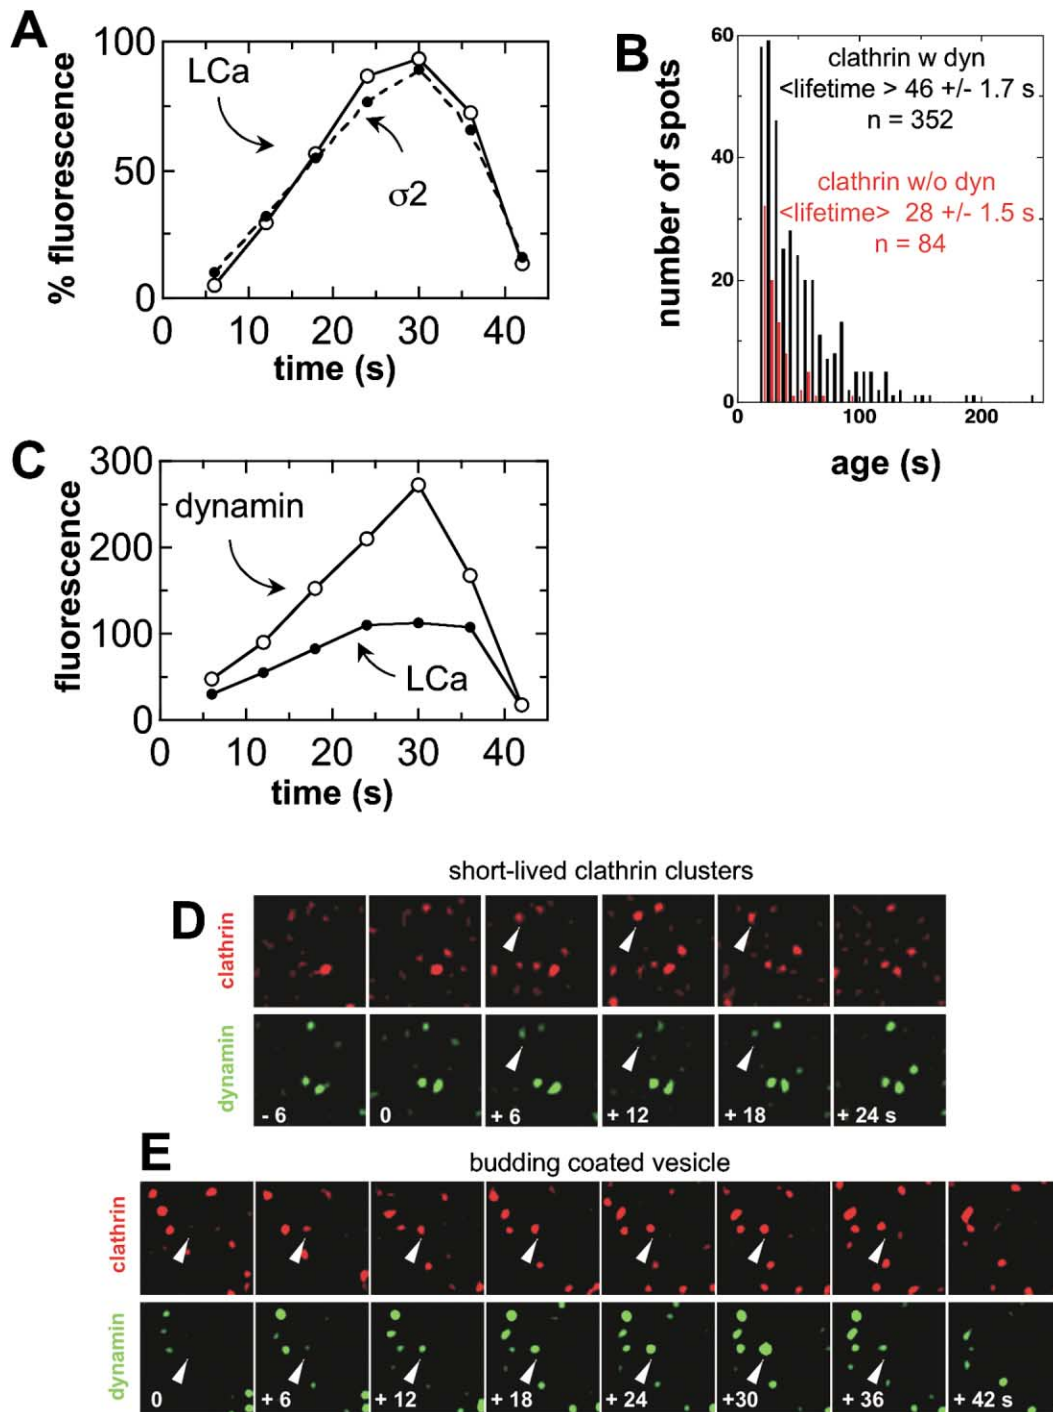 A
100
50
0
% fluorescence
LCa
σ2
0 10 20 30 40
time (s)
B
60
40
20
0
number of spots
clathrin w dyn
<lifetime > 46 +/- 1.7 s
n = 352
clathrin w/o dyn
<lifetime> 28 +/- 1.5 s
n = 84
0 100 200
age (s)
C
300
200
100
0
fluorescence
dynamin
LCa
0 10 20 30 40
time (s)
short-lived clathrin clusters
D
clathrin
dynamin
- 6 0 + 6 + 12 + 18 + 24 s
E
budding coated vesicle
clathrin
dynamin
0 + 6 + 12 + 18 + 24 +30 + 36 + 42 s